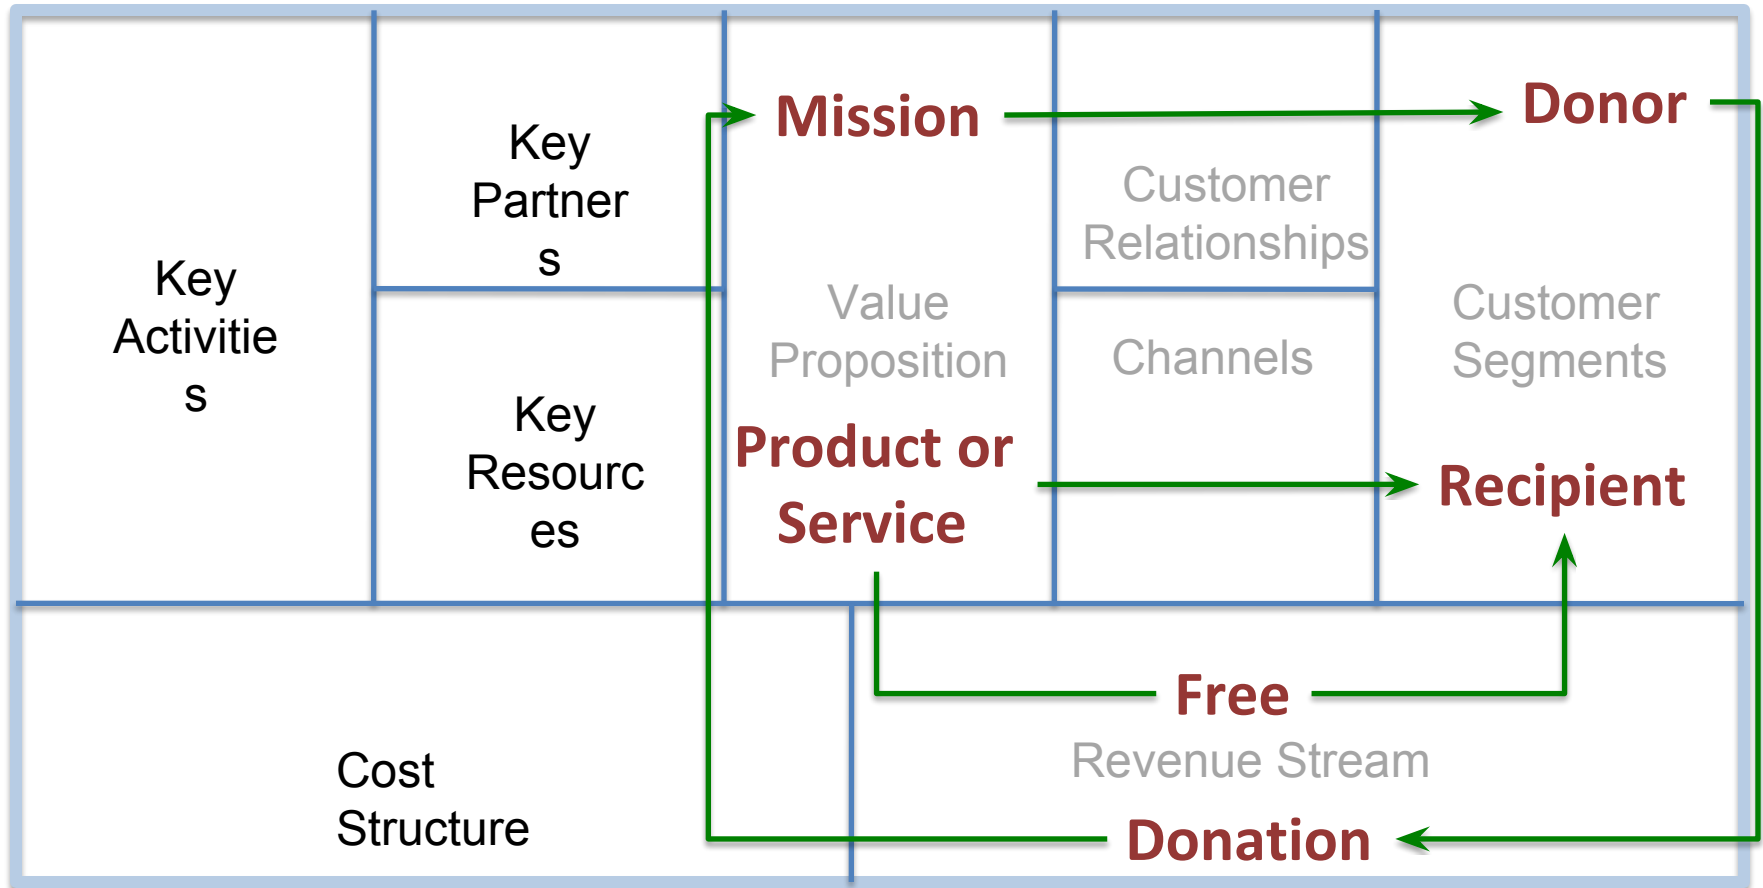 Key
Activitie
s
Key
Partner
s
Key
Resourc
es
Mission
Value
Proposition
Product or
Service
Customer
Relationships
Channels
Donor
Customer
Segments
Recipient
Cost
Structure
Free
Revenue Stream
Donation